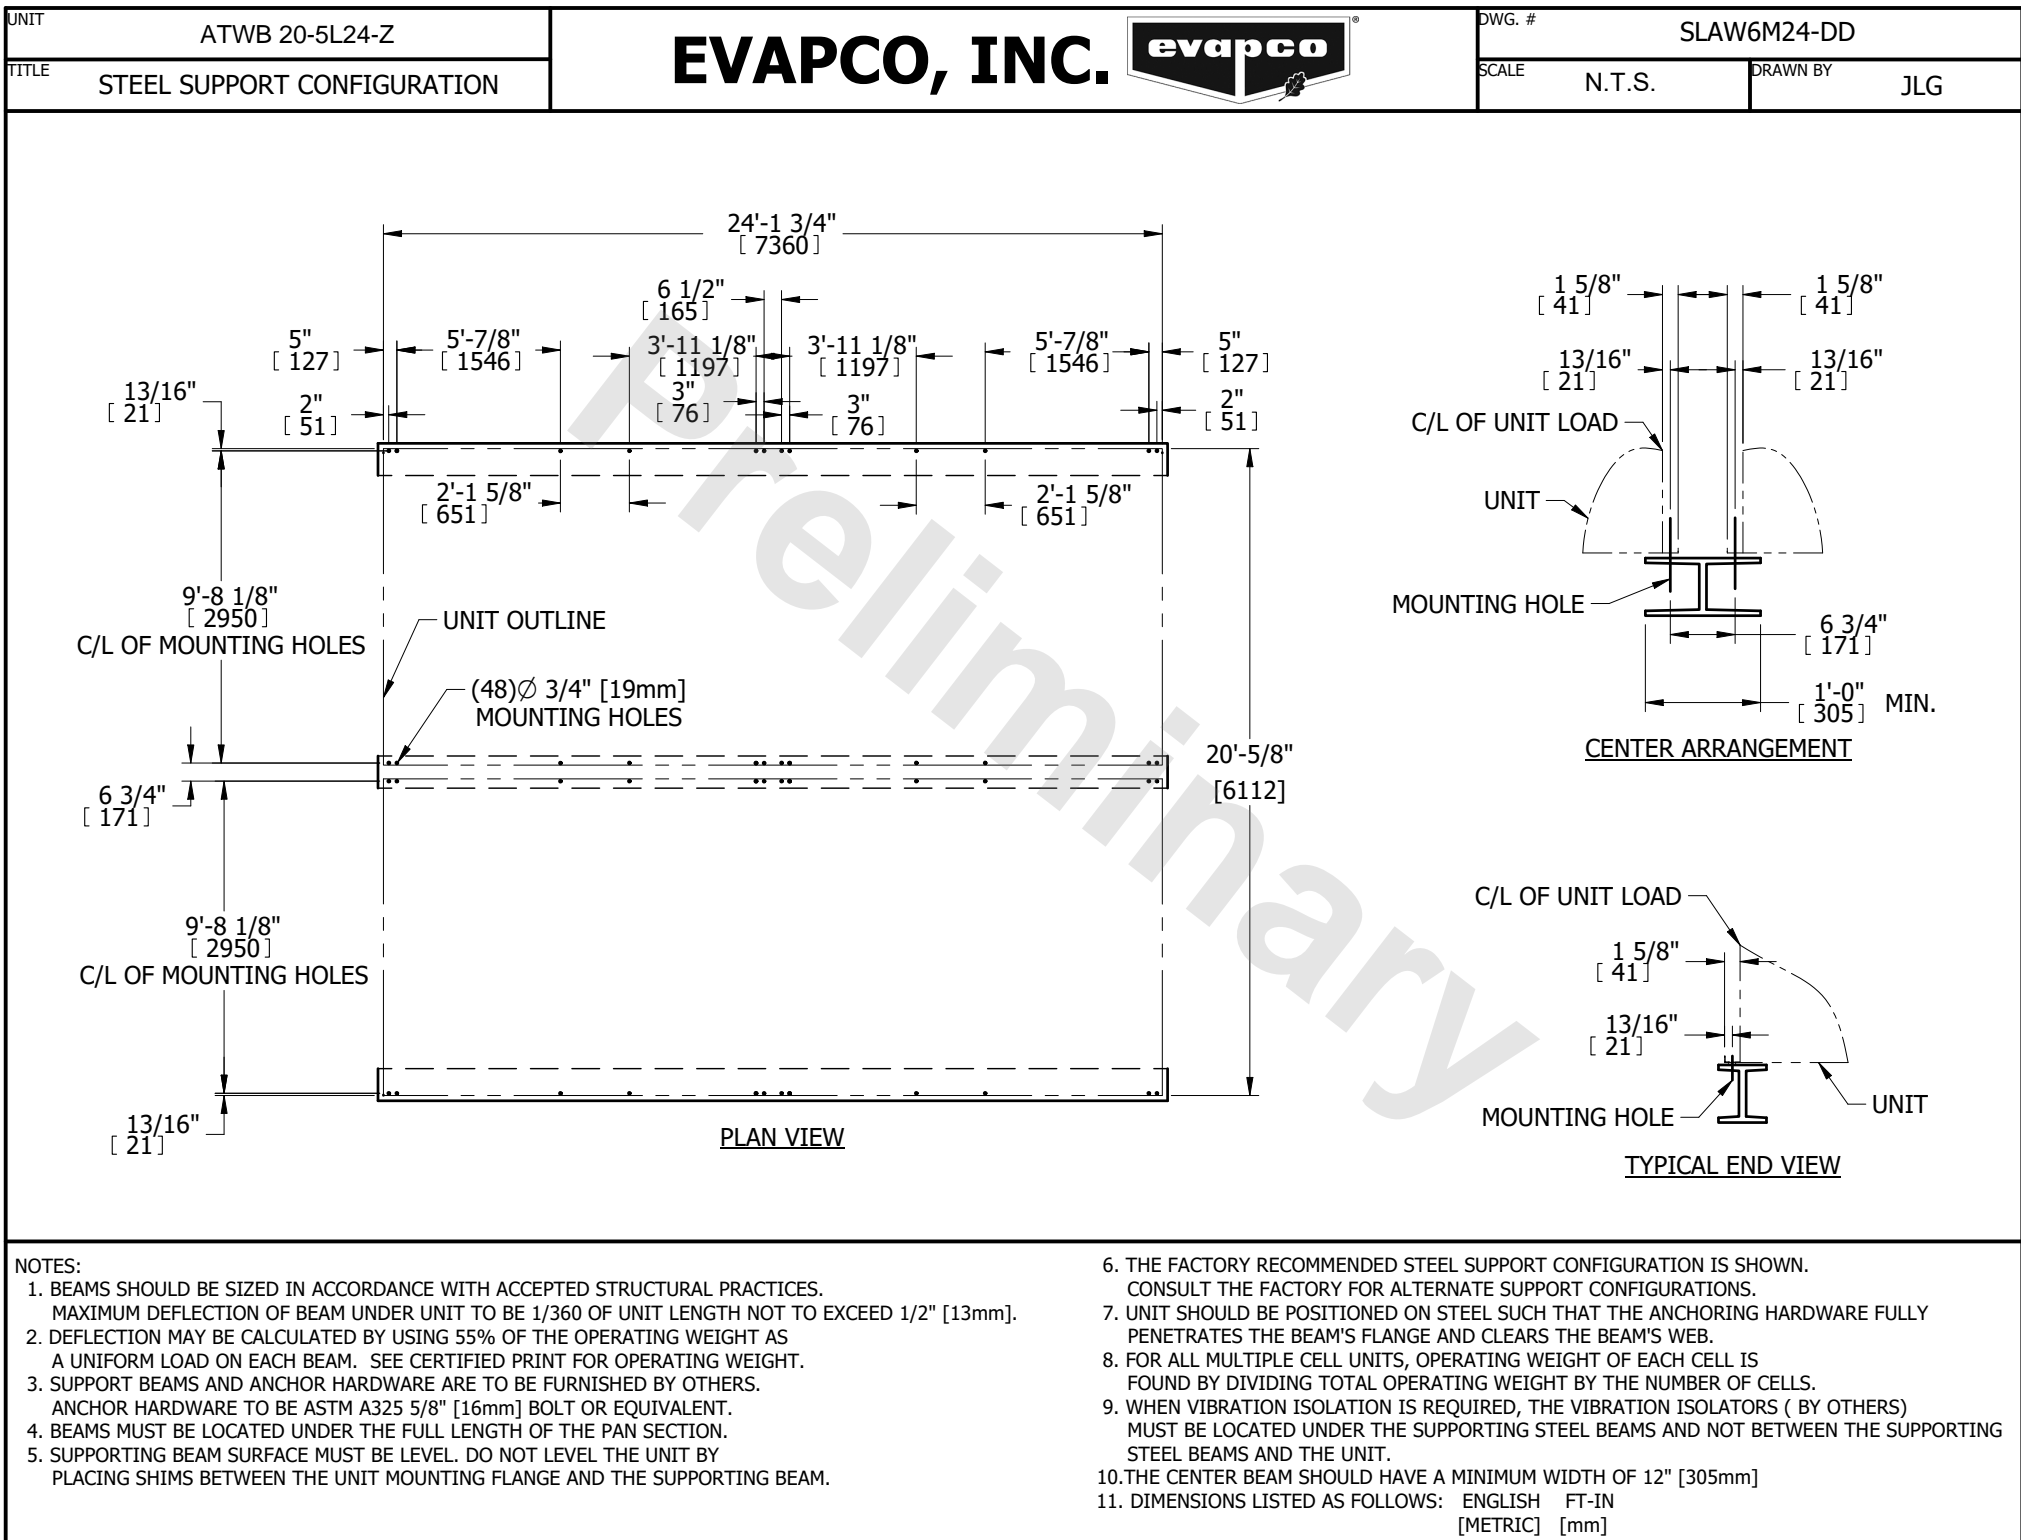 UNIT
ATWB 20-5L24-Z
TITLE
STEEL SUPPORT CONFIGURATION
EVAPCO, INC.
evapco
®
DWG. #
SLAW6M24-DD
SCALE
N.T.S.
DRAWN BY
JLG
24'-1 3/4"
[ 7360]
6 1/2"
[ 165]
5"
[ 127]
5'-7/8"
[ 1546]
3'-11 1/8"
[ 1197]
3'-11 1/8"
[ 1197]
5'-7/8"
[ 1546]
5"
[ 127]
13/16"
[ 21]
2"
[ 51]
3"
[ 76]
3"
[ 76]
2"
[ 51]
2'-1 5/8"
[ 651]
2'-1 5/8"
[ 651]
9'-8 1/8"
[ 2950]
C/L OF MOUNTING HOLES
UNIT OUTLINE
(48)Ø 3/4" [19mm]
MOUNTING HOLES
6 3/4"
[ 171]
20'-5/8"
[6112]
9'-8 1/8"
[ 2950]
C/L OF MOUNTING HOLES
13/16"
[ 21]
PLAN VIEW
Preliminary
1 5/8"
[ 41]
1 5/8"
[ 41]
13/16"
[ 21]
13/16"
[ 21]
C/L OF UNIT LOAD
UNIT
MOUNTING HOLE
6 3/4"
[ 171]
1'-0"
[ 305] MIN.
CENTER ARRANGEMENT
C/L OF UNIT LOAD
1 5/8"
[ 41]
13/16"
[ 21]
MOUNTING HOLE
UNIT
TYPICAL END VIEW
NOTES:
1. BEAMS SHOULD BE SIZED IN ACCORDANCE WITH ACCEPTED STRUCTURAL PRACTICES.
MAXIMUM DEFLECTION OF BEAM UNDER UNIT TO BE 1/360 OF UNIT LENGTH NOT TO EXCEED 1/2" [13mm].
2. DEFLECTION MAY BE CALCULATED BY USING 55% OF THE OPERATING WEIGHT AS
A UNIFORM LOAD ON EACH BEAM. SEE CERTIFIED PRINT FOR OPERATING WEIGHT.
3. SUPPORT BEAMS AND ANCHOR HARDWARE ARE TO BE FURNISHED BY OTHERS.
ANCHOR HARDWARE TO BE ASTM A325 5/8" [16mm] BOLT OR EQUIVALENT.
4. BEAMS MUST BE LOCATED UNDER THE FULL LENGTH OF THE PAN SECTION.
5. SUPPORTING BEAM SURFACE MUST BE LEVEL. DO NOT LEVEL THE UNIT BY
PLACING SHIMS BETWEEN THE UNIT MOUNTING FLANGE AND THE SUPPORTING BEAM.
6. THE FACTORY RECOMMENDED STEEL SUPPORT CONFIGURATION IS SHOWN.
CONSULT THE FACTORY FOR ALTERNATE SUPPORT CONFIGURATIONS.
7. UNIT SHOULD BE POSITIONED ON STEEL SUCH THAT THE ANCHORING HARDWARE FULLY
PENETRATES THE BEAM'S FLANGE AND CLEARS THE BEAM'S WEB.
8. FOR ALL MULTIPLE CELL UNITS, OPERATING WEIGHT OF EACH CELL IS
FOUND BY DIVIDING TOTAL OPERATING WEIGHT BY THE NUMBER OF CELLS.
9. WHEN VIBRATION ISOLATION IS REQUIRED, THE VIBRATION ISOLATORS ( BY OTHERS)
MUST BE LOCATED UNDER THE SUPPORTING STEEL BEAMS AND NOT BETWEEN THE SUPPORTING
STEEL BEAMS AND THE UNIT.
10.THE CENTER BEAM SHOULD HAVE A MINIMUM WIDTH OF 12" [305mm]
11. DIMENSIONS LISTED AS FOLLOWS: ENGLISH FT-IN
[METRIC] [mm]